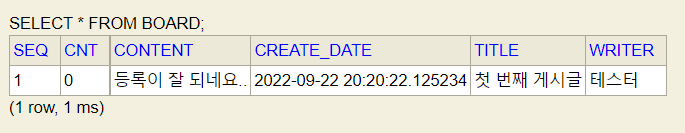 SELECT * FROM BOARD;
SEQ CNT CONTENT CREATE_DATE TITLE WRITER
1 0 등록이 잘 되네요.. 2022-09-22 20:20:22.125234 첫 번째 게시글 테스터
(1 row, 1 ms)